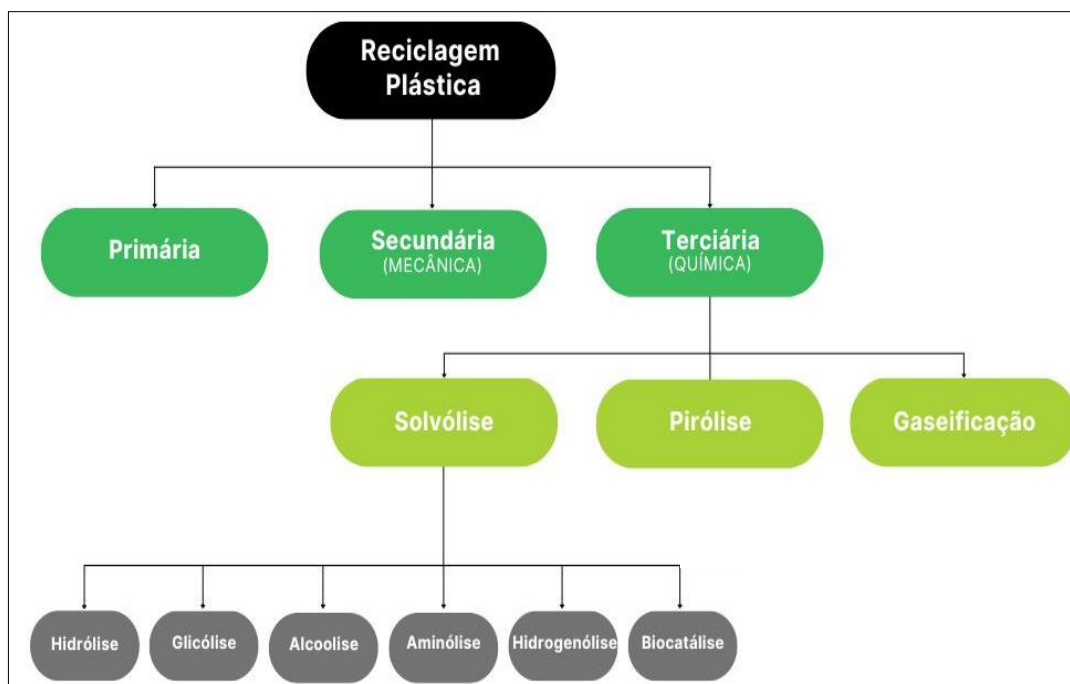 Reciclagem
Plástica
Primária
Secundária
(MECÂNICA)
Terciária
(QUÍMICA)
Solvólise
Pirólise
Gaseificação
Hidrólise
Glicólise
Alcoolise
Aminólise
Hidrogenólise
Biocatálise